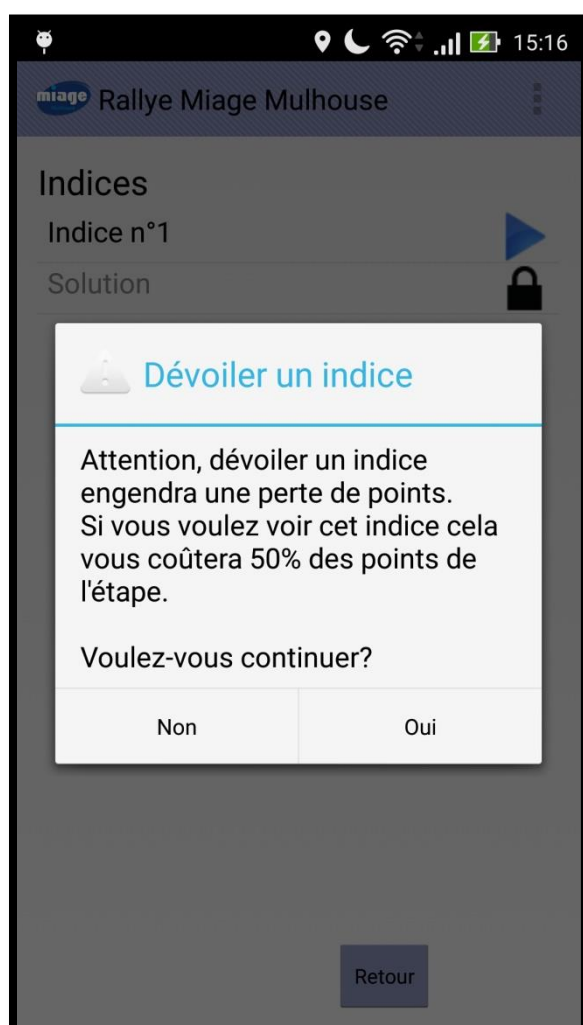 15:16
miage Rallye Miage Mulhouse
Indices
Indice n°1
Solution
Dévoiler un indice
Attention, dévoiler un indice
engendra une perte de points.
Si vous voulez voir cet indice cela
vous coûtera 50% des points de
l'étape.
Voulez-vous continuer?
Non Oui
Retour